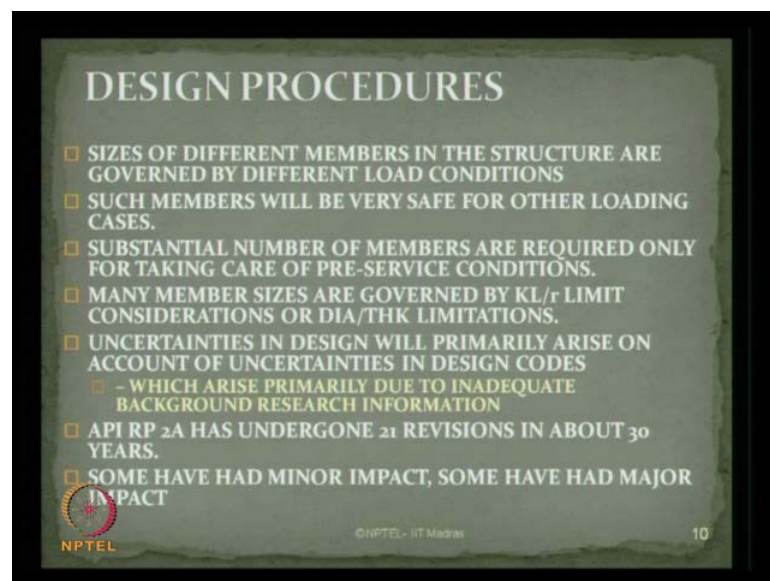 DESIGN PROCEDURES
SIZES OF DIFFERENT MEMBERS IN THE STRUCTURE ARE
GOVERNED BY DIFFERENT LOAD CONDITIONS
SUCH MEMBERS WILL BE VERY SAFE FOR OTHER LOADING
CASES.
SUBSTANTIAL NUMBER OF MEMBERS ARE REQUIRED ONLY
FOR TAKING CARE OF PRE-SERVICE CONDITIONS.
MANY MEMBER SIZES ARE GOVERNED BY KL/r LIMIT
CONSIDERATIONS OR DIA/THK LIMITATIONS.
UNCERTAINTIES IN DESIGN WILL PRIMARILY ARISE ON
ACCOUNT OF UNCERTAINTIES IN DESIGN CODES
– WHICH ARISE PRIMARILY DUE TO INADEQUATE
BACKGROUND RESEARCH INFORMATION
API RP 2A HAS UNDERGONE 21 REVISIONS IN ABOUT 30
YEARS.
SOME HAVE HAD MINOR IMPACT, SOME HAVE HAD MAJOR
IMPACT
NPTEL
©NPTEL- IIT Madras
10